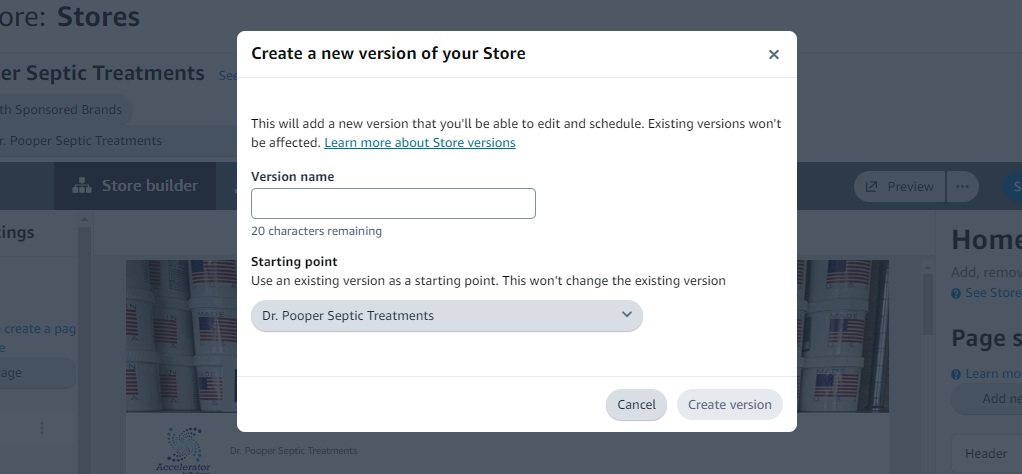 ore: Stores
Create a new version of your Store
er Septic Treatments See
th Sponsored Brands
r. Pooper Septic Treatments
This will add a new version that you'll be able to edit and schedule. Existing versions won't
be affected. Learn more about Store versions
Version name
20 characters remaining
Starting point
Use an existing version as a starting point. This won't change the existing version
Dr. Pooper Septic Treatments
Cancel
Create version
Store builder
Preview
S
tings
create a pag
e
age
Home
Add, remov
See Store
Page s
Learn mo
Add ne
Header
MADE
Accelerator
Dr. Pooper Septic Treatments